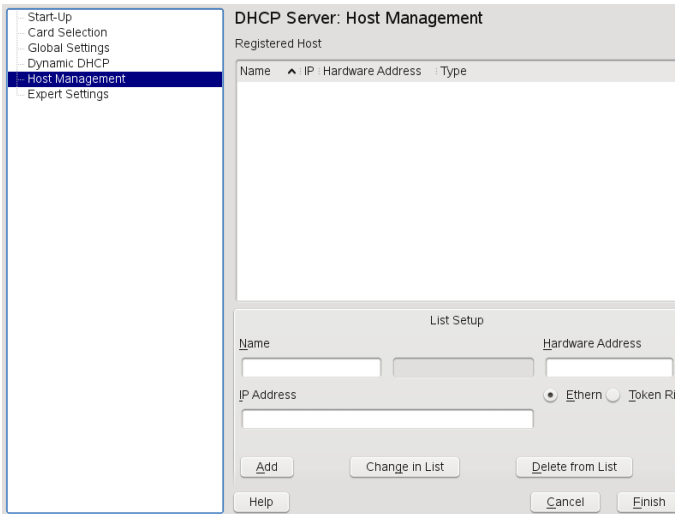 Start-Up
Card Selection
Global Settings
Dynamic DHCP
Host Management
Expert Settings
DHCP Server: Host Management
Registered Host
Name IP Hardware Address Type
List Setup
Name Hardware Address
IP Address Ethern Token Ri
Add Change in List Delete from List
Help Cancel Finish